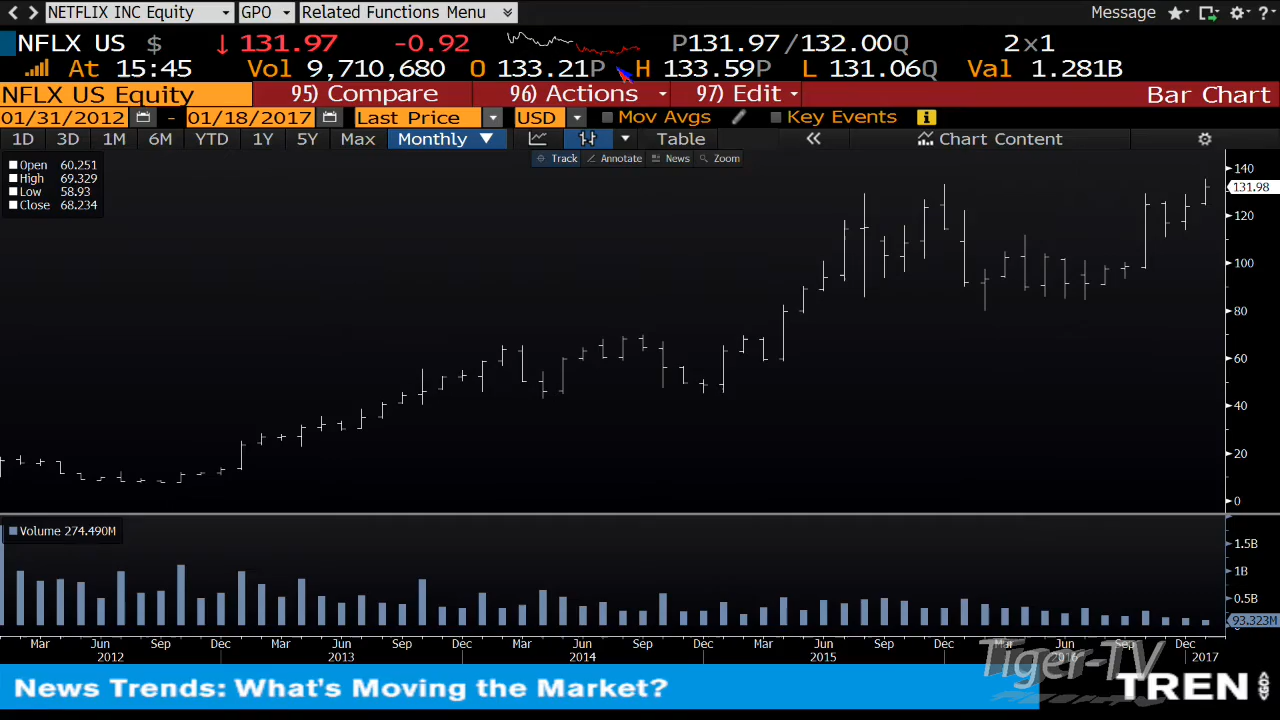 NETFLIX INC Equity GPO Related Functions Menu Message ?
NFLX US $ ↓ 131.97 -0.92 P131.97/132.00Q 2×1
At 15:45 Vol 9,710,680 O 133.21P H 133.59P L 131.06Q Val 1.281B
NFLX US Equity 95) Compare 96) Actions 97) Edit Bar Chart
01/31/2012 - 01/18/2017 Last Price USD Mov Avgs Key Events i
1D 3D 1M 6M YTD 1Y 5Y Max Monthly ▼ Table « Chart Content
Track Annotate News Zoom
Open 60.251
High 69.329
Low 58.93
Close 68.234
140
131.98
120
100
80
60
40
20
0
Volume 274.490M
1.5B
1B
0.5B
93.323M
Mar Jun Sep Dec Mar Jun Sep Dec Mar Jun Sep Dec Mar Jun Sep Dec Mar Jun Sep Dec
2012 2013 2014 2015 2016 2017
Tiger-TV
News Trends: What's Moving the Market? TREN